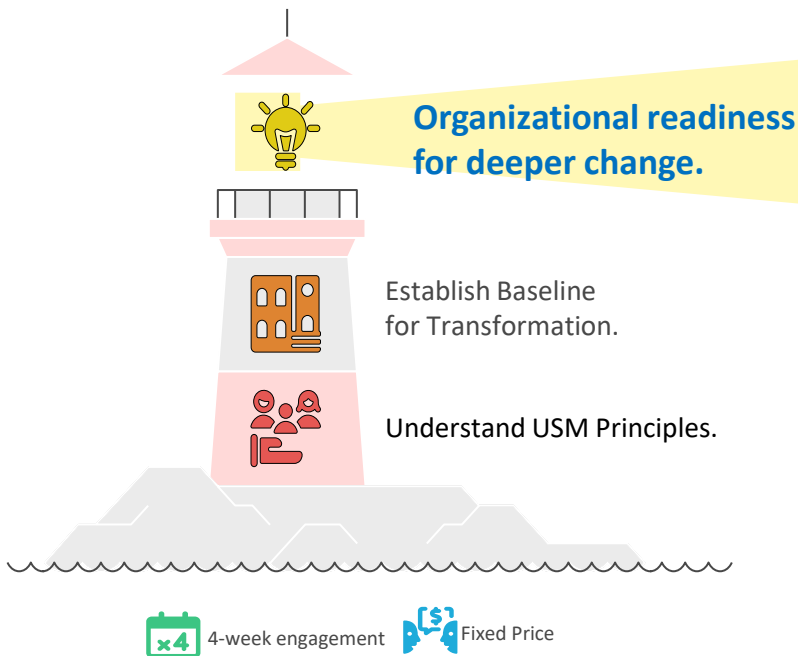 Organizational readiness
for deeper change.
Establish Baseline
for Transformation.
Understand USM Principles.
x4 4-week engagement [$] Fixed Price